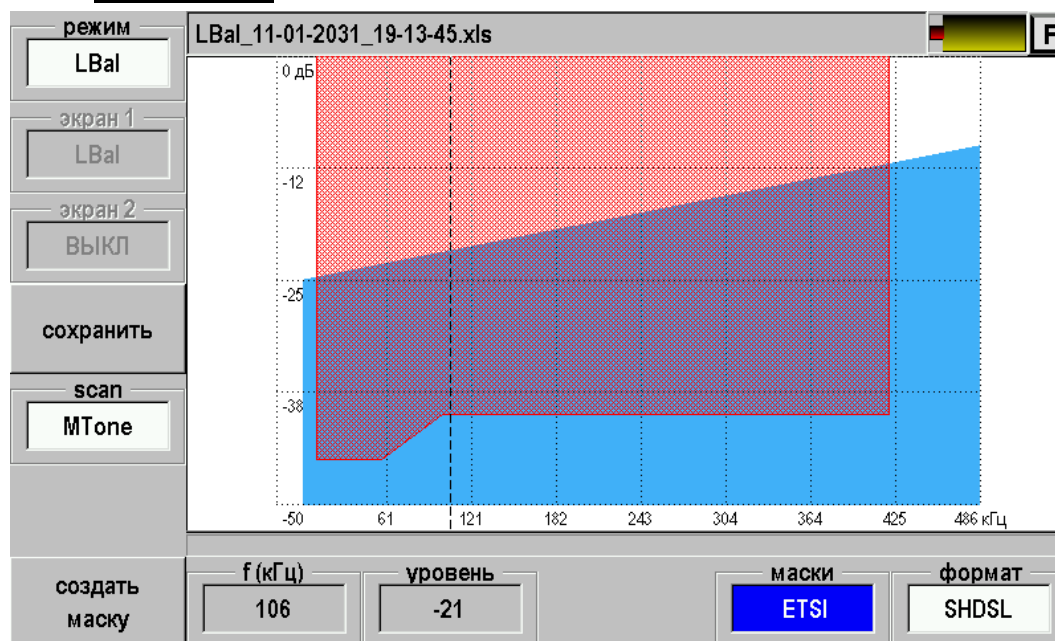 режим
LBal
LBal_11-01-2031_19-13-45.xls
F
экран 1
LBal
экран 2
ВЫКЛ
сохранить
scan
MTone
0 дБ
-12
-25
-38
-50 61 121 182 243 304 364 425 486 кГц
создать
маску
f (кГц)
106
уровень
-21
маски
ETSI
формат
SHDSL